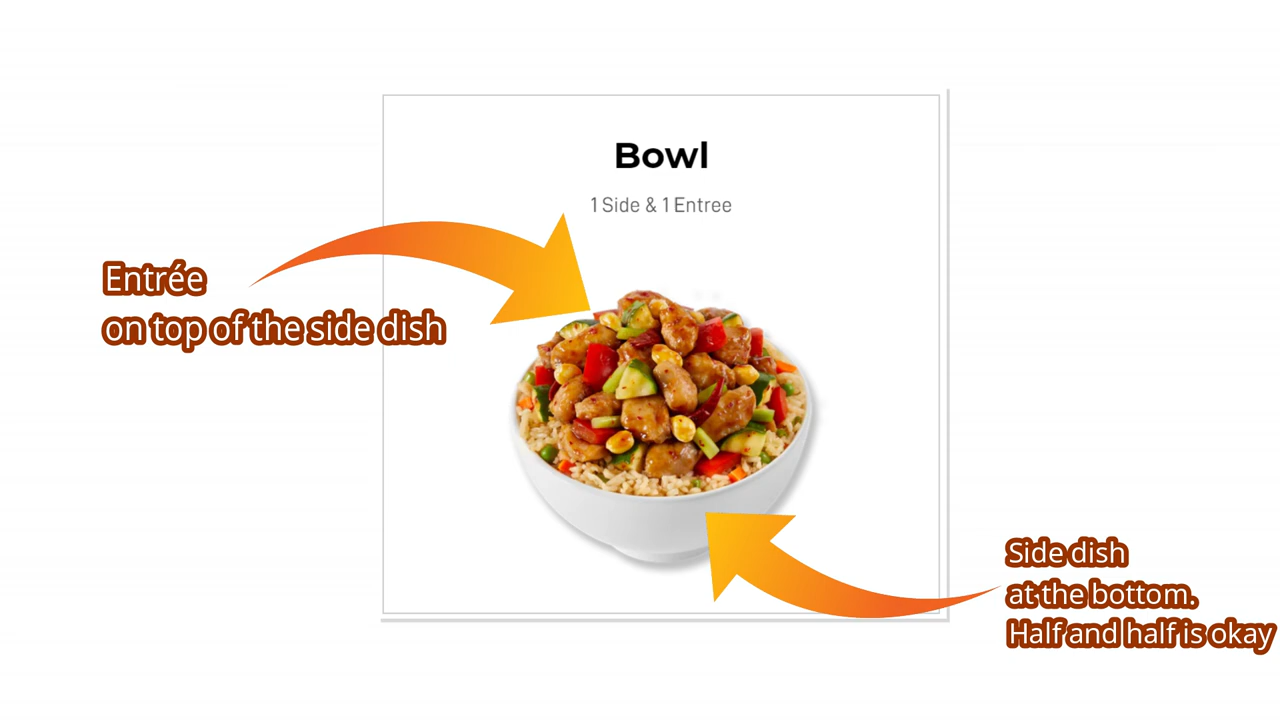 Bowl
1 Side & 1 Entree
Entrée
on top of the side dish
Side dish
at the bottom.
Half and half is okay